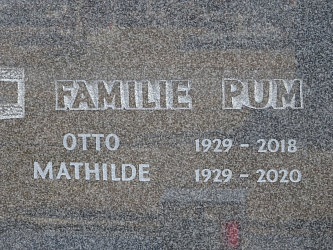 FAMILIE PUM
OTTO 1929 - 2018
MATHILDE 1929 - 2020